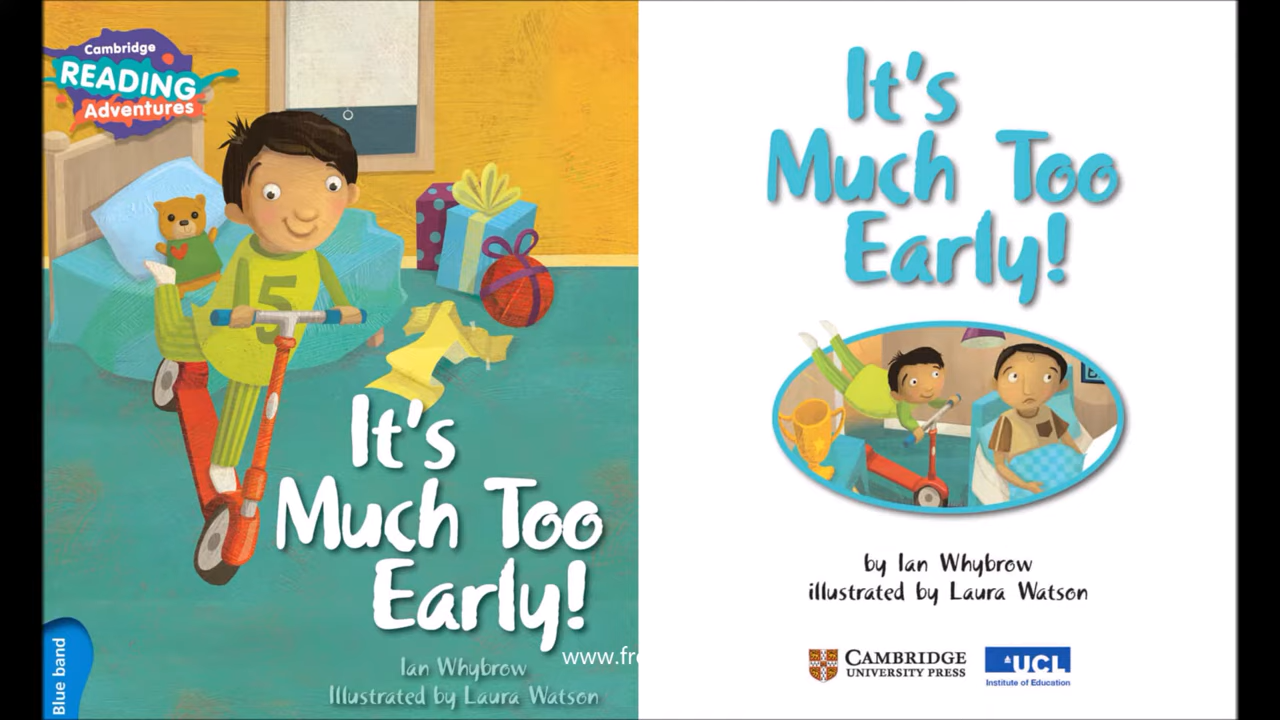 Cambridge
READING
Adventures
5
It's
Much Too
Early!
Ian Whybrow
Illustrated by Laura Watson
Blue band
It's
Much Too
Early!
by Ian Whybrow
illustrated by Laura Watson
CAMBRIDGE
UNIVERSITY PRESS
UCL
Institute of Education